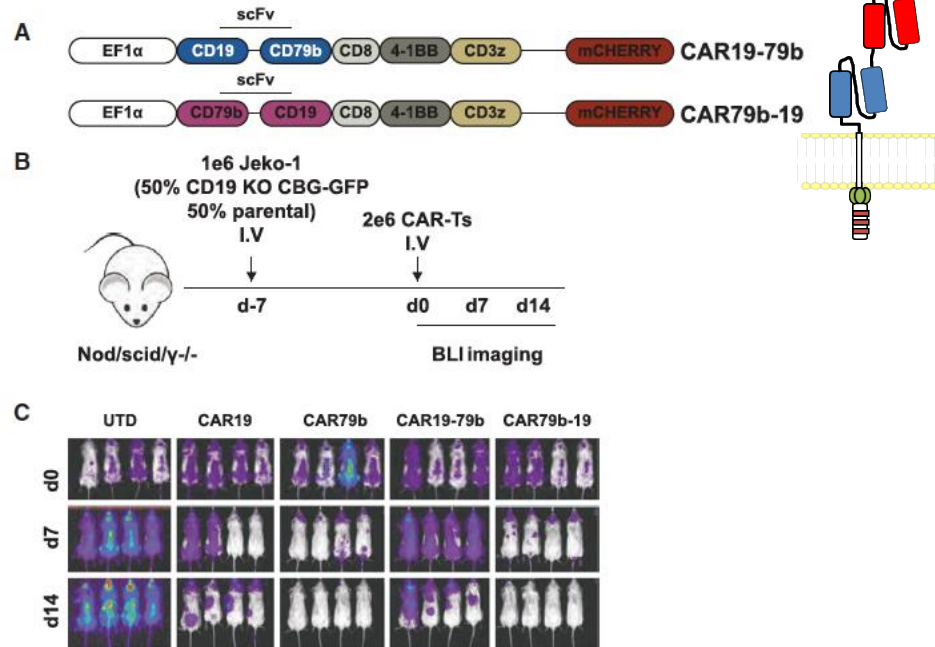 A
scFv
EF1α CD19 CD79b CD8 4-1BB CD3z mCHERRY CAR19-79b
scFv
EF1α CD79b CD19 CD8 4-1BB CD3z mCHERRY CAR79b-19
B
1e6 Jeko-1
(50% CD19 KO CBG-GFP
50% parental)
I.V
2e6 CAR-Ts
I.V
d-7 d0 d7 d14
Nod/scid/γ-/-
BLI imaging
C
UTD CAR19 CAR79b CAR19-79b CAR79b-19
d0
d7
d14